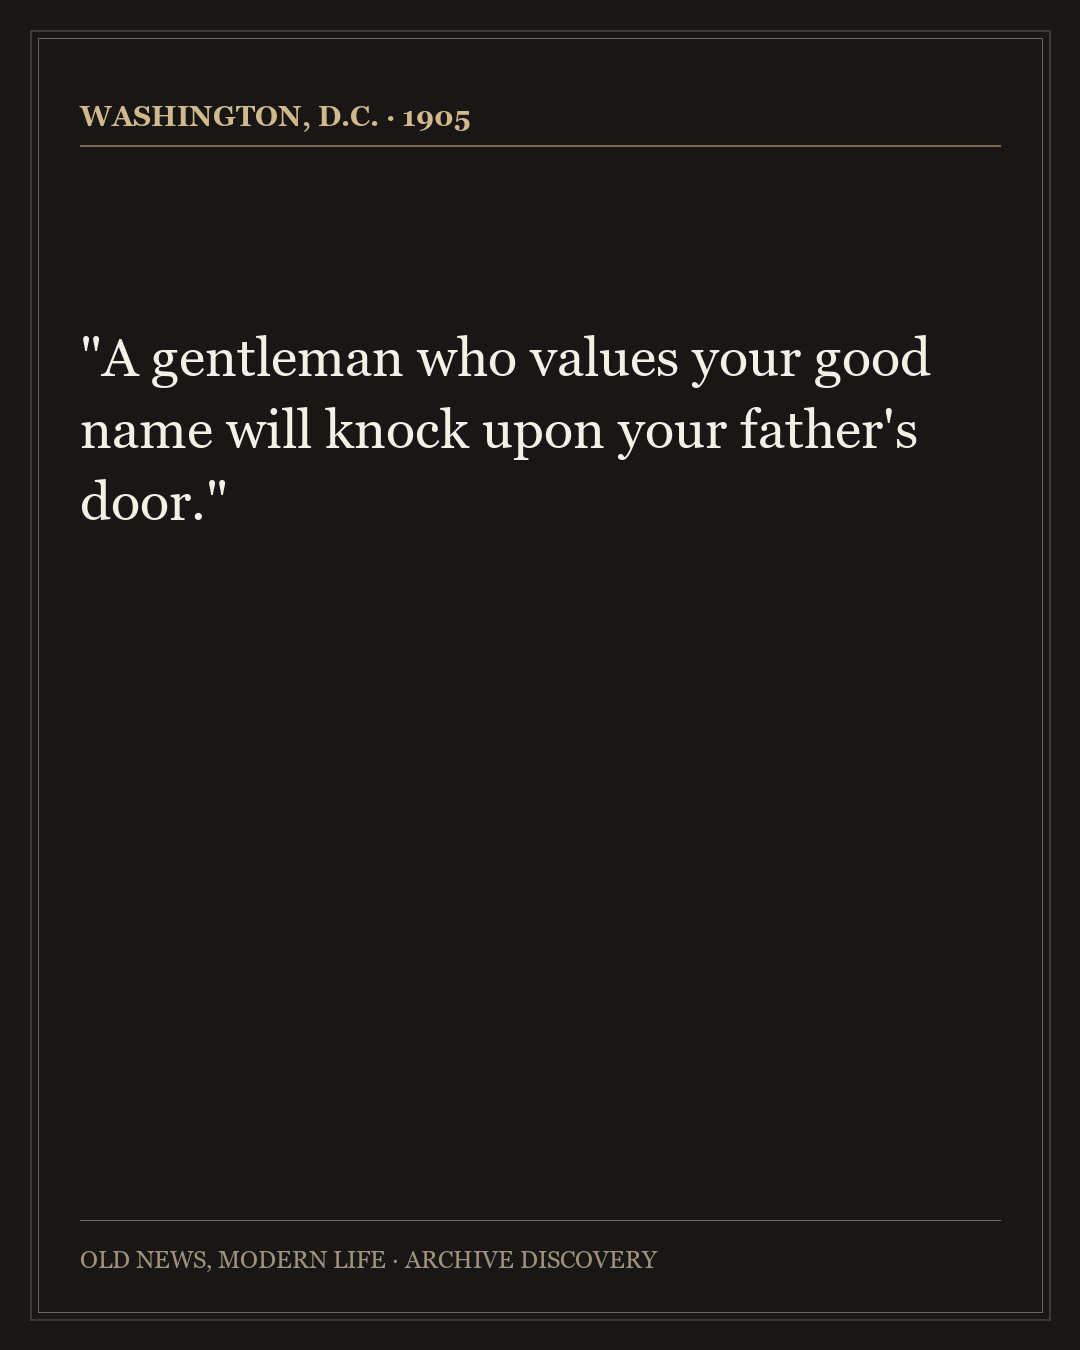 WASHINGTON, D.C. · 1905
"A gentleman who values your good
name will knock upon your father's
door."
OLD NEWS, MODERN LIFE · ARCHIVE DISCOVERY